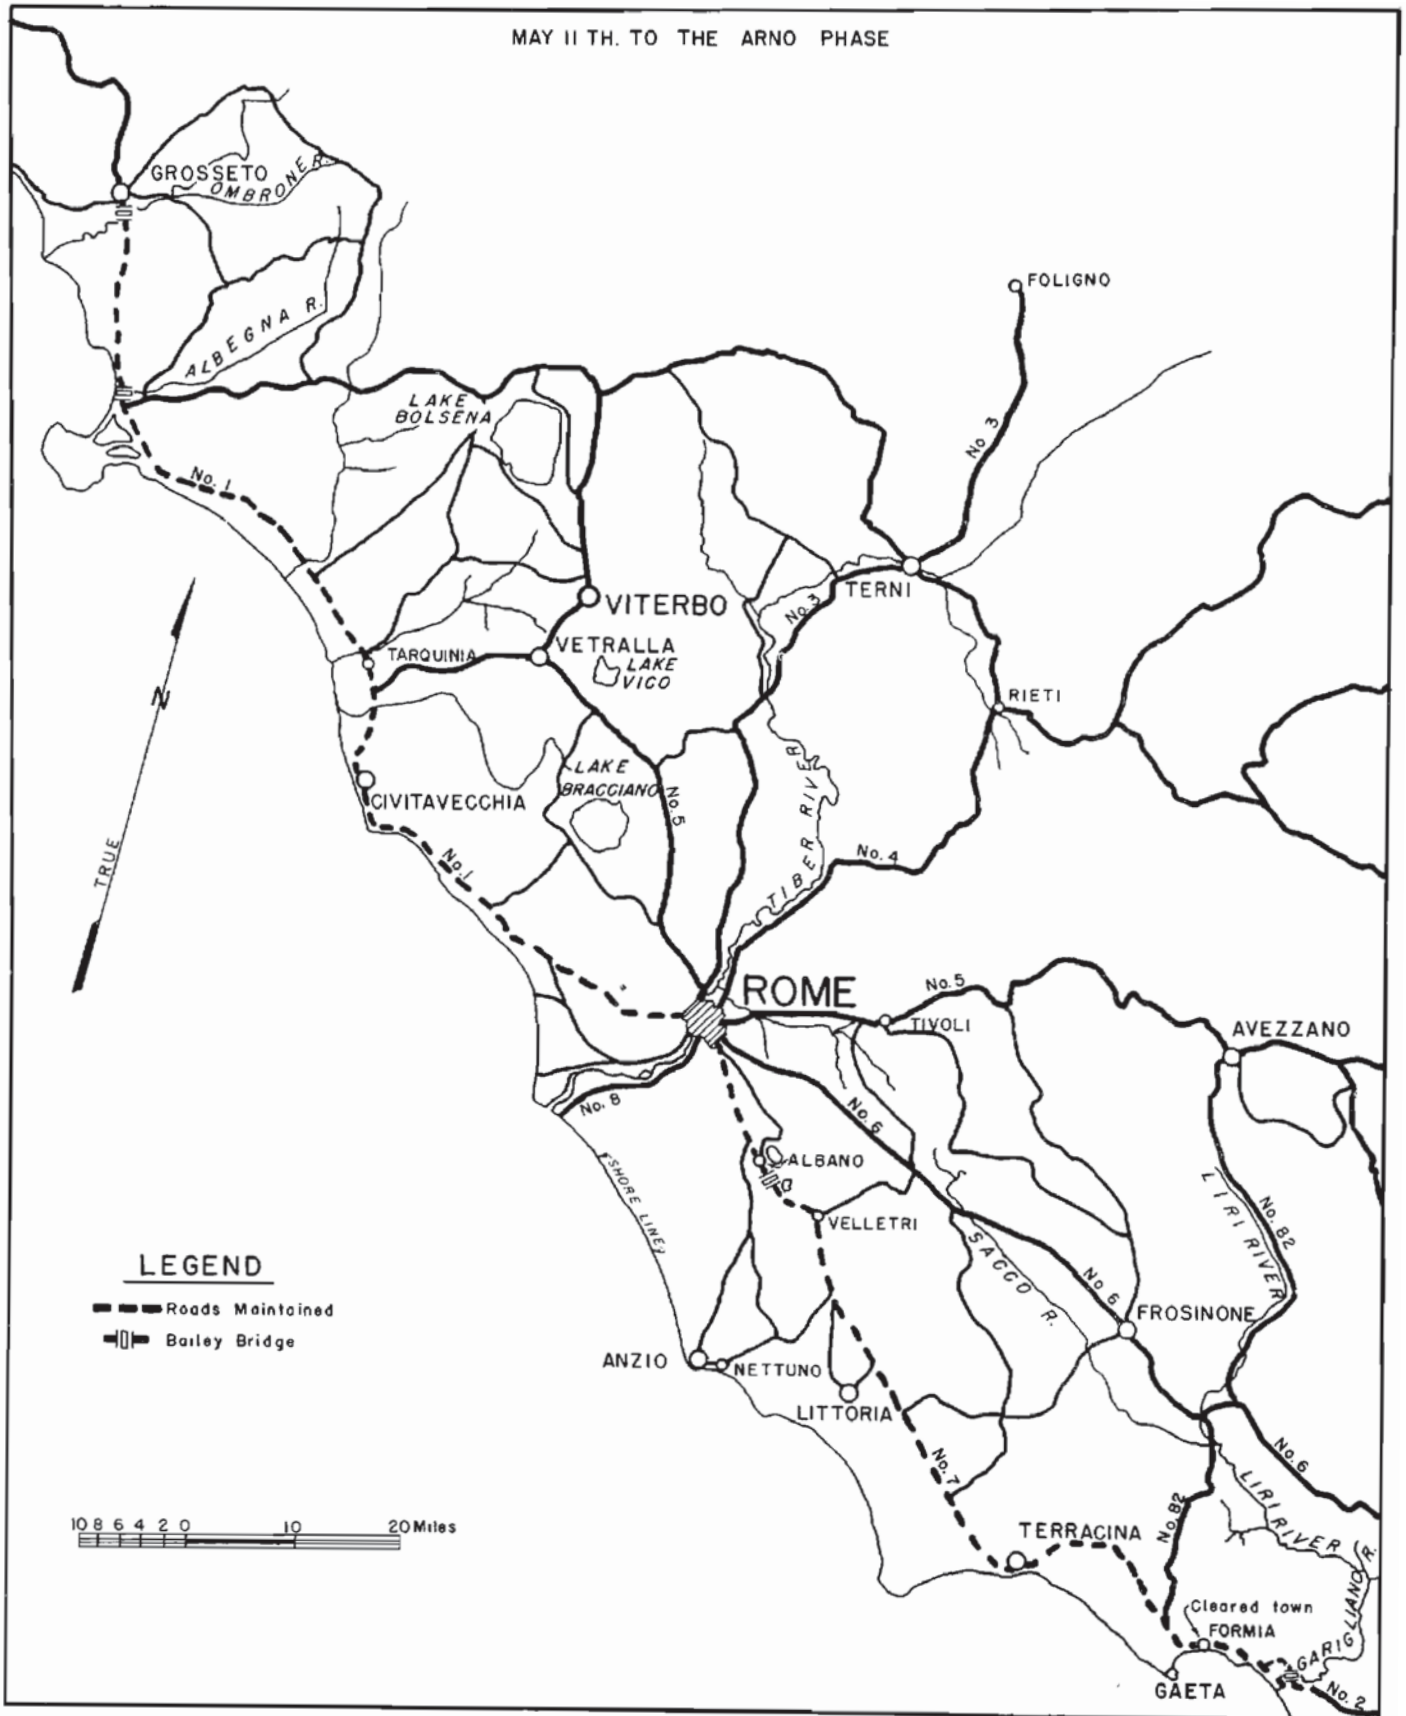 MAY 11 TH. TO THE ARNO PHASE
GROSSETO
OMBRONE R.
FOLIGNO
ALBEGNA R.
LAKE
BOLSENA
No 3
No. 1
VITERBO
TERNI
No. 3
VETRALLA
TARQUINIA
LAKE
VICO
RIETI
N
TRUE
CIVITAVECCHIA
LAKE
BRACCIANO
No. 5
TIBER RIVER
No. 4
No. 1
ROME
No. 5
TIVOLI
AVEZZANO
No. 8
No. 6
SHORE LINE
ALBANO
VELLETRI
LIRI RIVER
No. 82
SACCO R.
No 6
FROSINONE
LEGEND
Roads Maintained
Bailey Bridge
ANZIO
NETTUNO
LITTORIA
No. 7
No. 6
LIRI RIVER
10 8 6 4 2 0 10 20 Miles
TERRACINA
No. 82
Cleared town
FORMIA
GARIGLIANO R.
GAETA
No. 2